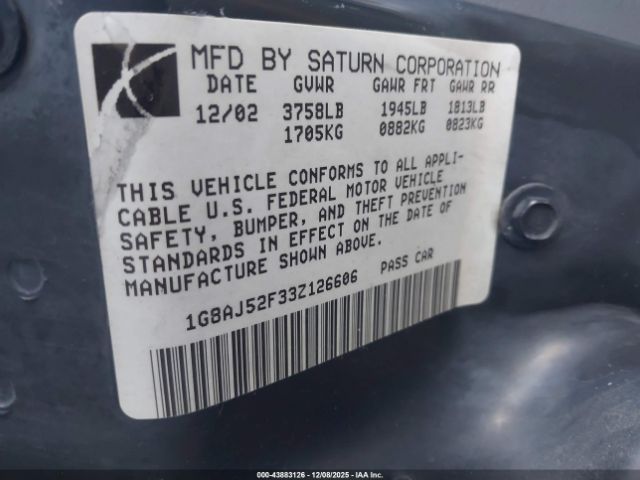 MFD BY SATURN CORPORATION
DATE GVWR GAWR FRT GAWR RR
12/02 3758LB 1945LB 1813LB
1705KG 0882KG 0823KG
THIS VEHICLE CONFORMS TO ALL APPLI-
CABLE U.S. FEDERAL MOTOR VEHICLE
SAFETY, BUMPER, AND THEFT PREVENTION
STANDARDS IN EFFECT ON THE DATE OF
MANUFACTURE SHOWN ABOVE.
1G8AJ52F33Z126606 PASS CAR
000-43883126 - 12/08/2025 - IAA Inc.